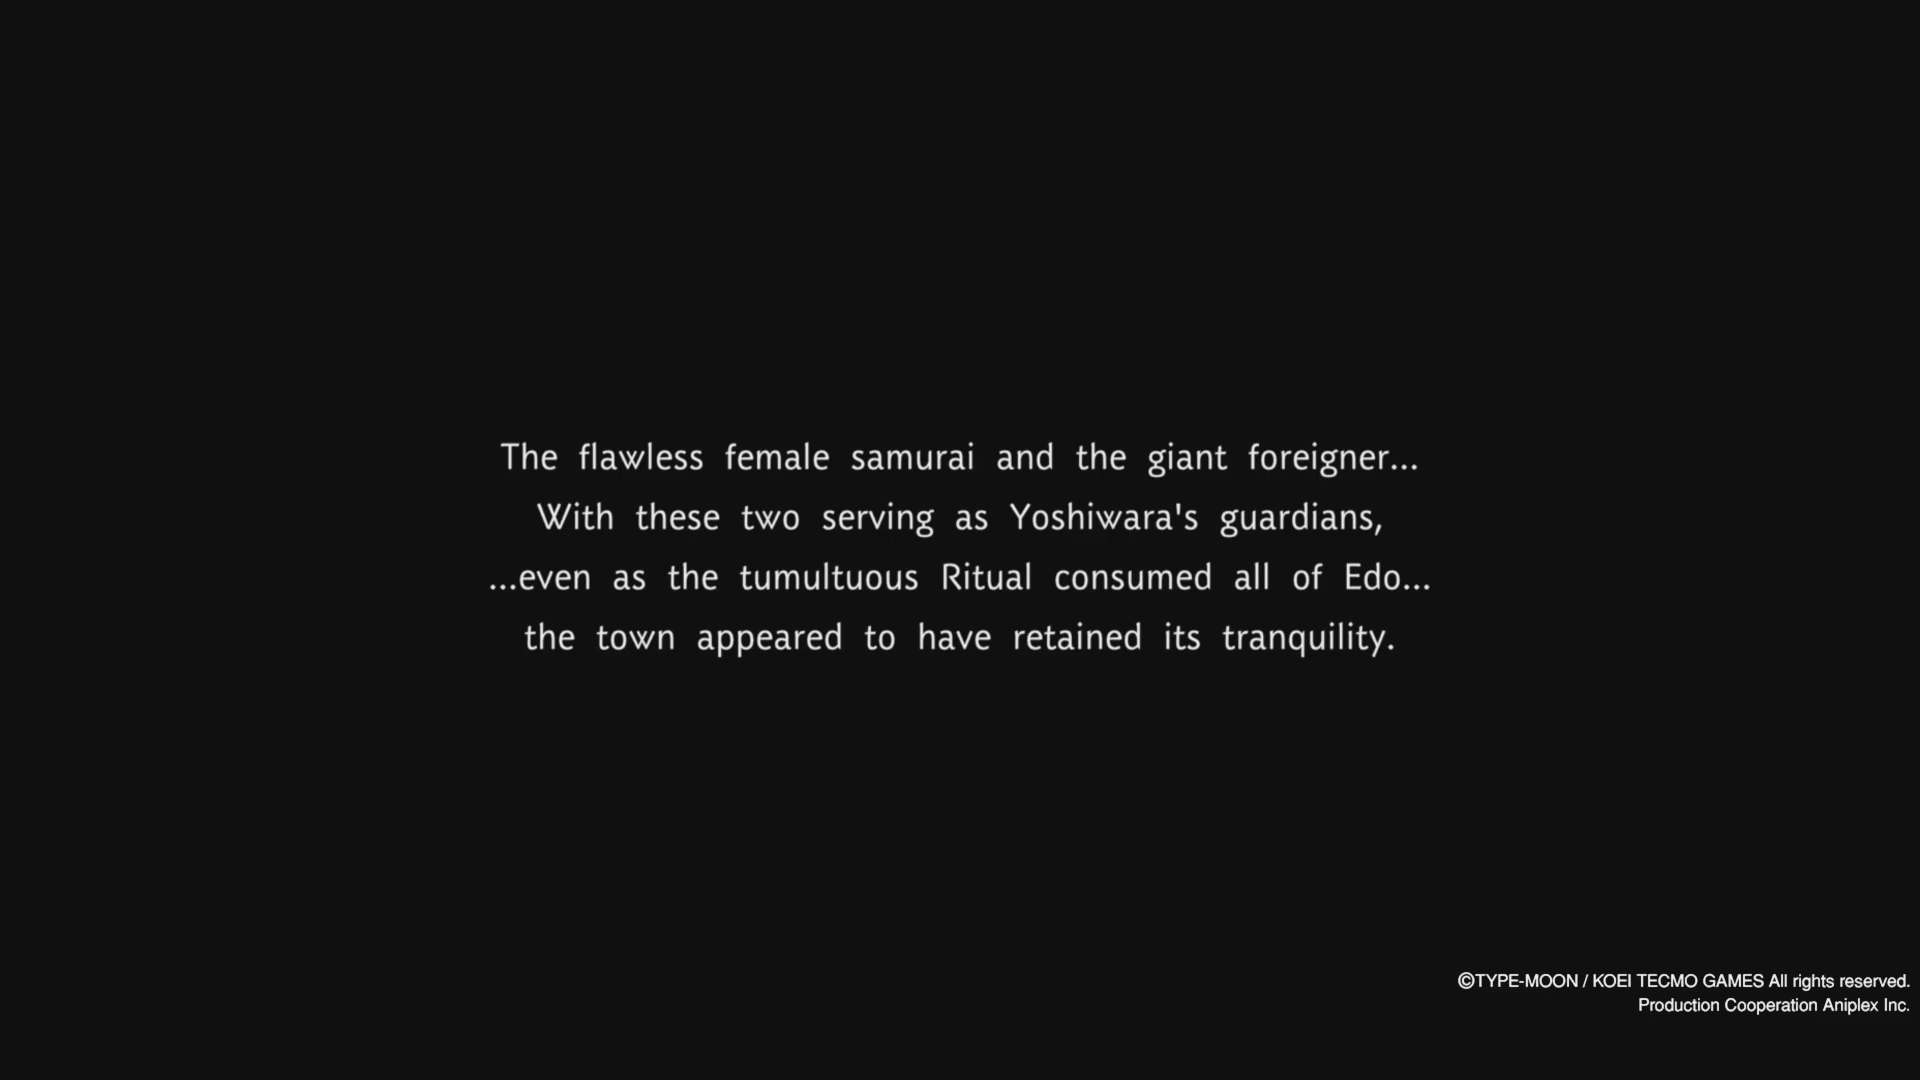 The flawless female samurai and the giant foreigner...
With these two serving as Yoshiwara's guardians,
...even as the tumultuous Ritual consumed all of Edo...
the town appeared to have retained its tranquility.
©TYPE-MOON / KOEI TECMO GAMES All rights reserved.
Production Cooperation Aniplex Inc.